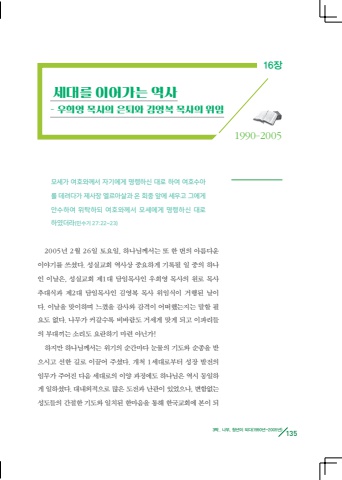 16장
세대를 이어가는 역사
- 우희영 목사의 은퇴와 김영복 목사의 위임
1990-2005
모세가 여호와께서 자기에게 명령하신 대로 하여 여호수아
를 데려다가 제사장 엘르아살과 온 회중 앞에 세우고 그에게
안수하여 위탁하되 여호와께서 모세에게 명령하신 대로
하였더라(민수기 27:22~23)
2005년 2월 26일 토요일, 하나님께서는 또 한 편의 아름다운
이야기를 쓰셨다. 성실교회 역사상 중요하게 기록될 일 중의 하나
인 이날은, 성실교회 제1대 담임목사인 우희영 목사의 원로 목사
추대식과 제2대 담임목사인 김영복 목사 위임식이 거행된 날이
다. 이날을 맞이하며 느꼈을 감사와 감격이 어떠했는지는 말할 필
요도 없다. 나무가 커갈수록 비바람도 거세게 맞게 되고 이파리들
의 부대끼는 소리도 요란하기 마련 아닌가!
하지만 하나님께서는 위기의 순간마다 눈물의 기도와 순종을 받
으시고 선한 길로 이끌어 주셨다. 개척 1세대로부터 성장 발전의
임무가 주어진 다음 세대로의 이양 과정에도 하나님은 역시 동일하
게 일하셨다. 대내외적으로 많은 도전과 난관이 있었으나, 변함없는
성도들의 간절한 기도와 일치된 한마음을 통해 한국교회에 본이 되
135